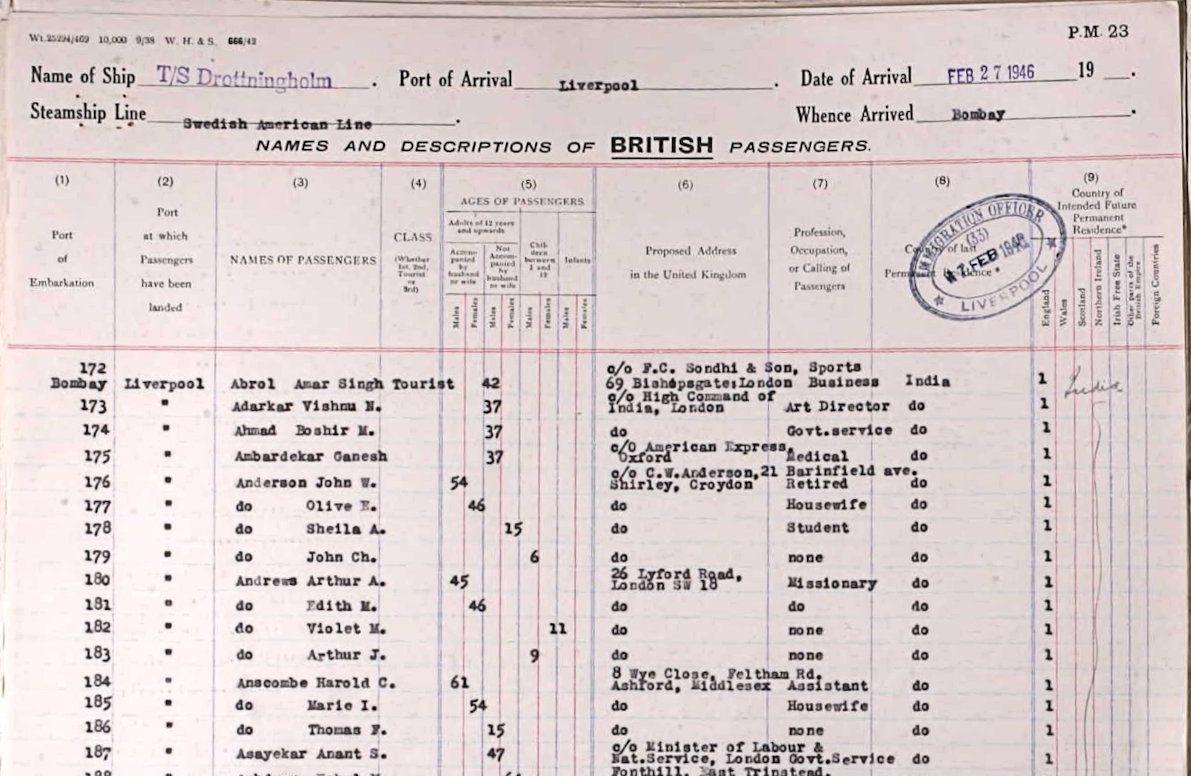 Wt.25294/469 10,000 9/38 W. H. & S. 666/43
P.M. 23
Name of Ship T/S Drottningholm. Port of Arrival Liverpool. Date of Arrival FEB 27 1946 19 .
Steamship Line Swedish American Line. Whence Arrived Bombay.
NAMES AND DESCRIPTIONS OF BRITISH PASSENGERS.
(1) (2) (3) (4) (5) (6) (7) (8) (9)
Port of Embarkation
Port at which Passengers have been landed
NAMES OF PASSENGERS
CLASS (Whether 1st, 2nd, Tourist or 3rd)
AGES OF PASSENGERS
Adults of 12 years and upwards
Accompanied by husband or wife
Not Accompanied by husband or wife
Children between 1 and 12
Infants
Males Females Males Females Males Females Males Females
Proposed Address in the United Kingdom
Profession, Occupation, or Calling of Passengers
Country of last Permanent Residence*
IMMIGRATION OFFICER (33) 27 FEB 1946 LIVERPOOL
Country of Intended Future Permanent Residence*
England Wales Scotland Northern Ireland Irish Free State Other parts of the British Empire Foreign Countries
172 c/o F.C. Sondhi & Son, Sports
Bombay Liverpool Abrol Amar Singh Tourist 42 69 Bishopsgate:London Business India 1 India
c/o High Command of
173 " Adarkar Vishnu N. 37 India, London Art Director do 1
174 " Ahmad Boshir M. 37 do Govt.service do 1
c/o American Express,
175 " Ambardekar Ganesh 37 Oxford Medical do 1
c/o C.W.Anderson,21 Barinfield ave.
176 " Anderson John W. 54 Shirley, Croydon Retired do 1
177 " do Olive E. 46 do Housewife do 1
178 " do Sheila A. 15 do Student do 1
179 " do John Ch. 6 do none do 1
26 Lyford Road,
180 " Andrews Arthur A. 45 London SW 18 Missionary do 1
181 " do Edith M. 46 do do do 1
182 " do Violet M. 11 do none do 1
183 " do Arthur J. 9 do none do 1
8 Wye Close, Feltham Rd.
184 " Anscombe Harold C. 61 Ashford, Middlesex Assistant do 1
185 " do Marie I. 54 do Housewife do 1
186 " do Thomas F. 15 do none do 1
c/o Minister of Labour &
187 " Asayekar Anant S. 47 Nat.Service, London Govt.Service do 1
Fonthill, East Trinstead.